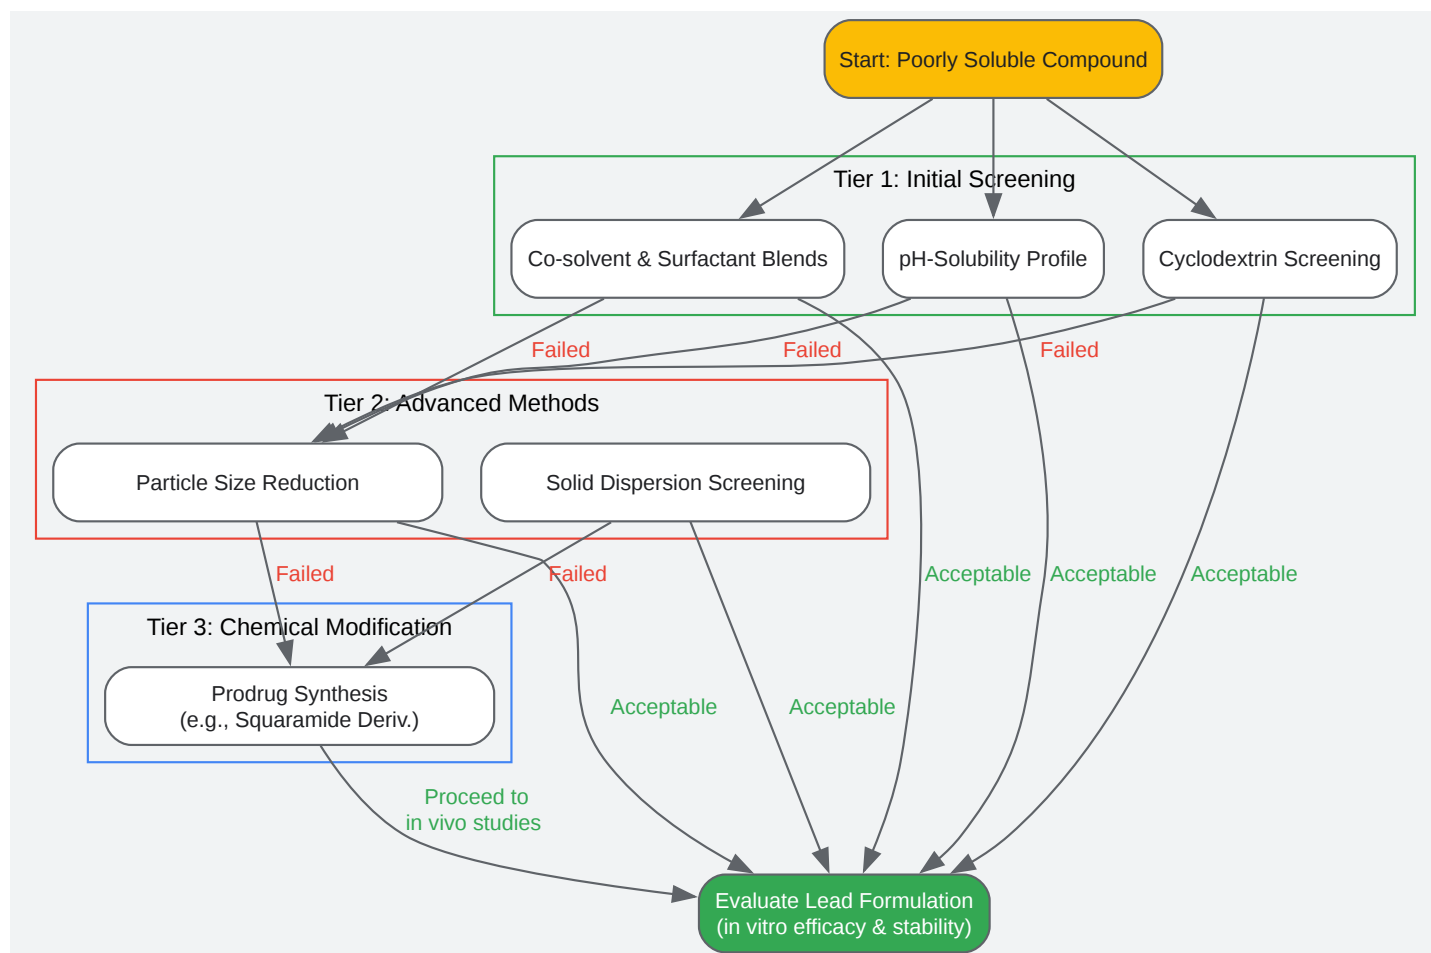 Start: Poorly Soluble Compound
Tier 1: Initial Screening
Co-solvent & Surfactant Blends
pH-Solubility Profile
Cyclodextrin Screening
Failed
Failed
Failed
Tier 2: Advanced Methods
Particle Size Reduction
Solid Dispersion Screening
Failed
Failed
Acceptable
Acceptable
Acceptable
Tier 3: Chemical Modification
Prodrug Synthesis
(e.g., Squaramide Deriv.)
Acceptable
Acceptable
Proceed to
in vivo studies
Evaluate Lead Formulation
(in vitro efficacy & stability)